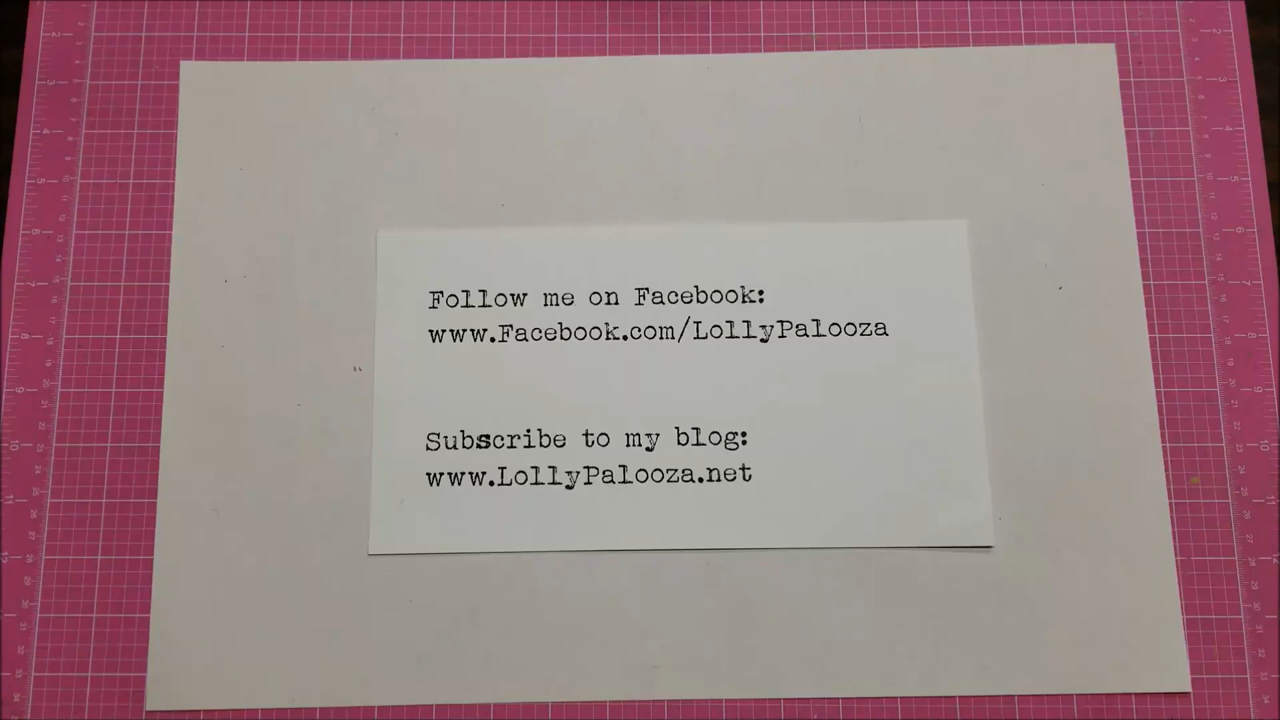 Follow me on Facebook:
www.Facebook.com/LollyPalooza
Subscribe to my blog:
www.LollyPalooza.net